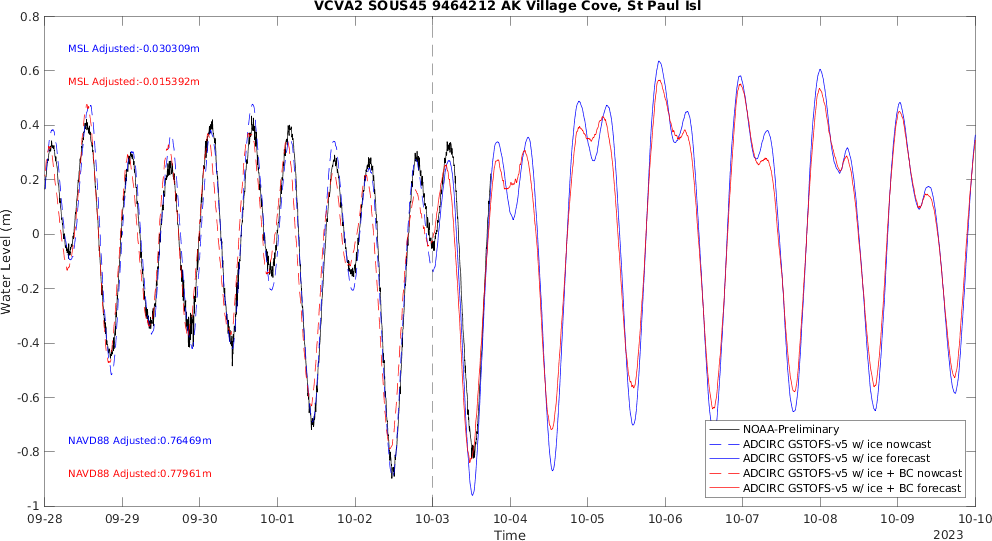 VCVA2 SOUS45 9464212 AK Village Cove, St Paul Isl
0.8
0.6
0.4
0.2
0
-0.2
-0.4
-0.6
-0.8
-1
Water Level (m)
MSL Adjusted:-0.030309m
MSL Adjusted:-0.015392m
NAVD88 Adjusted:0.76469m
NAVD88 Adjusted:0.77961m
NOAA-Preliminary
ADCIRC GSTOFS-v5 w/ ice nowcast
ADCIRC GSTOFS-v5 w/ ice forecast
ADCIRC GSTOFS-v5 w/ ice + BC nowcast
ADCIRC GSTOFS-v5 w/ ice + BC forecast
09-28 09-29 09-30 10-01 10-02 10-03 10-04 10-05 10-06 10-07 10-08 10-09 10-10
Time
2023